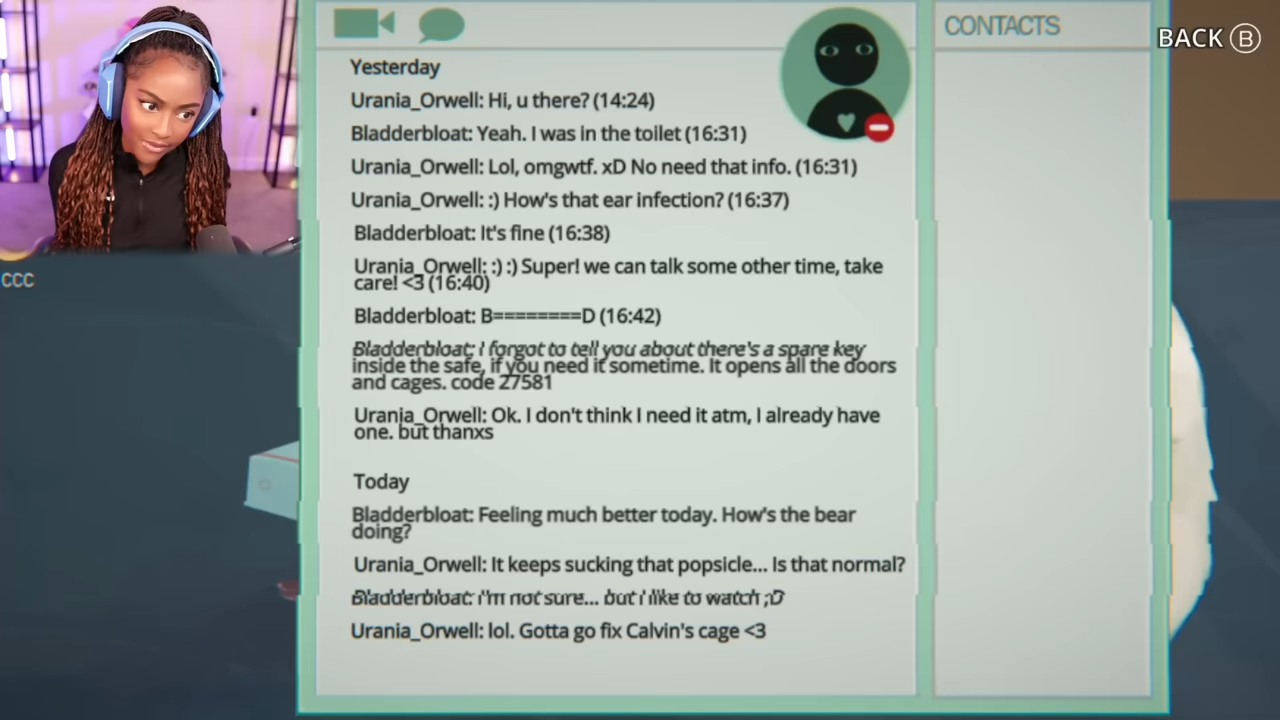 CONTACTS
BACK B
Yesterday
Urania_Orwell: Hi, u there? (14:24)
Bladderbloat: Yeah. I was in the toilet (16:31)
Urania_Orwell: Lol, omgwtf. xD No need that info. (16:31)
Urania_Orwell: :) How's that ear infection? (16:37)
Bladderbloat: It's fine (16:38)
Urania_Orwell: :) :) Super! we can talk some other time, take
care! <3 (16:40)
Bladderbloat: B========D (16:42)
Bladderbloat: I forgot to tell you about there's a spare key
inside the safe, if you need it sometime. It opens all the doors
and cages. code 27581
Urania_Orwell: Ok. I don't think I need it atm, I already have
one. but thanxs
Today
Bladderbloat: Feeling much better today. How's the bear
doing?
Urania_Orwell: It keeps sucking that popsicle... Is that normal?
Bladderbloat: i'm not sure... but i like to watch ;D
Urania_Orwell: lol. Gotta go fix Calvin's cage <3
CCC